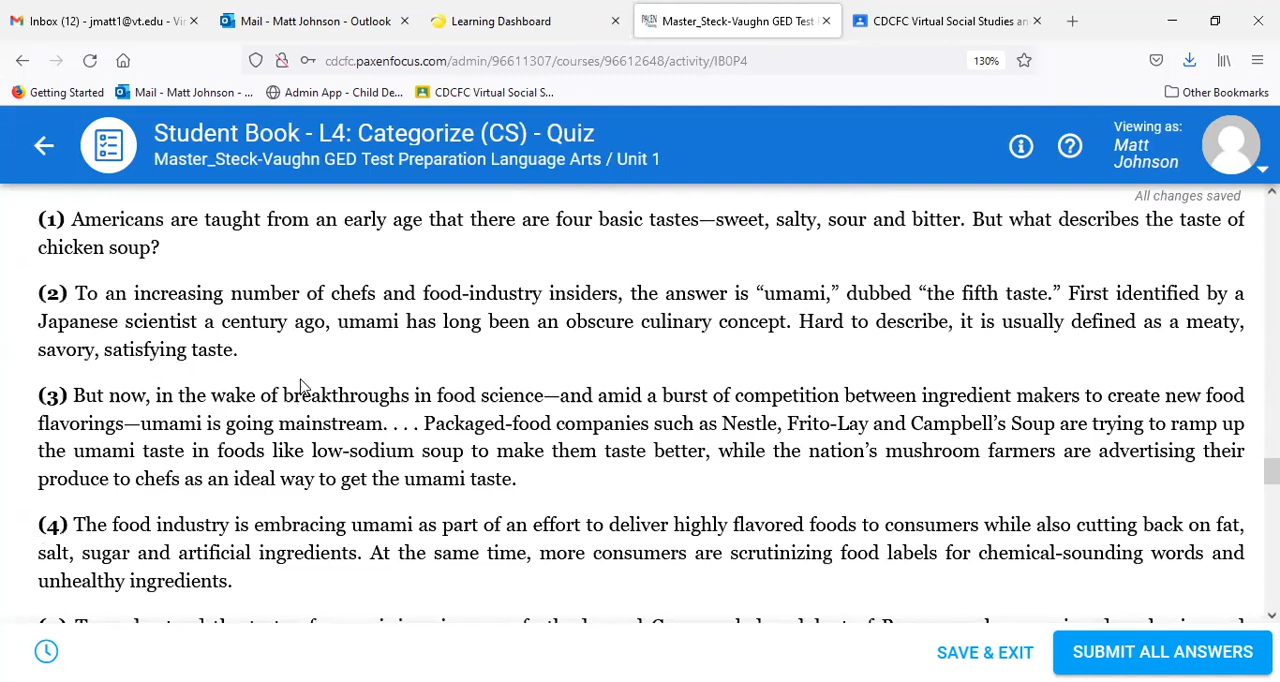 Inbox (12) - jmatt1@vt.edu - Vir
Mail - Matt Johnson - Outlook
Learning Dashboard
Master_Steck-Vaughn GED Test
CDCFC Virtual Social Studies an
cdcfc.paxenfocus.com/admin/96611307/courses/96612648/activity/IB0P4
130%
Getting Started
Mail - Matt Johnson - ...
Admin App - Child De...
CDCFC Virtual Social S...
Other Bookmarks
Student Book - L4: Categorize (CS) - Quiz
Master_Steck-Vaughn GED Test Preparation Language Arts / Unit 1
Viewing as:
Matt
Johnson
All changes saved
(1) Americans are taught from an early age that there are four basic tastes—sweet, salty, sour and bitter. But what describes the taste of
chicken soup?
(2) To an increasing number of chefs and food-industry insiders, the answer is “umami,” dubbed “the fifth taste.” First identified by a
Japanese scientist a century ago, umami has long been an obscure culinary concept. Hard to describe, it is usually defined as a meaty,
savory, satisfying taste.
(3) But now, in the wake of breakthroughs in food science—and amid a burst of competition between ingredient makers to create new food
flavorings—umami is going mainstream. . . . Packaged-food companies such as Nestle, Frito-Lay and Campbell’s Soup are trying to ramp up
the umami taste in foods like low-sodium soup to make them taste better, while the nation’s mushroom farmers are advertising their
produce to chefs as an ideal way to get the umami taste.
(4) The food industry is embracing umami as part of an effort to deliver highly flavored foods to consumers while also cutting back on fat,
salt, sugar and artificial ingredients. At the same time, more consumers are scrutinizing food labels for chemical-sounding words and
unhealthy ingredients.
SAVE & EXIT
SUBMIT ALL ANSWERS